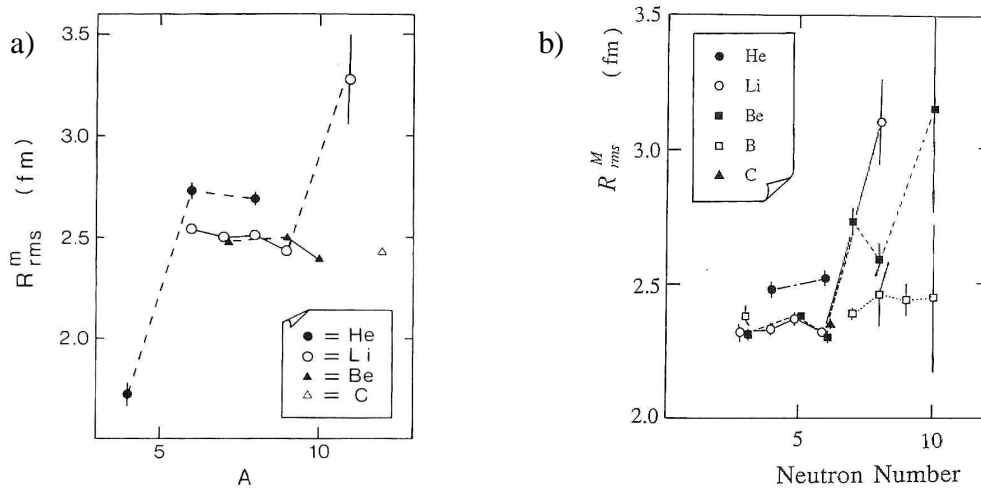 a)
3.5
3.0
2.5
2.0
R^m_rms (fm)
● = He
○ = Li
▲ = Be
△ = C
5
10
A
b)
3.5
3.0
2.5
2.0
R^M_rms (fm)
● He
○ Li
■ Be
□ B
▲ C
5
10
Neutron Number